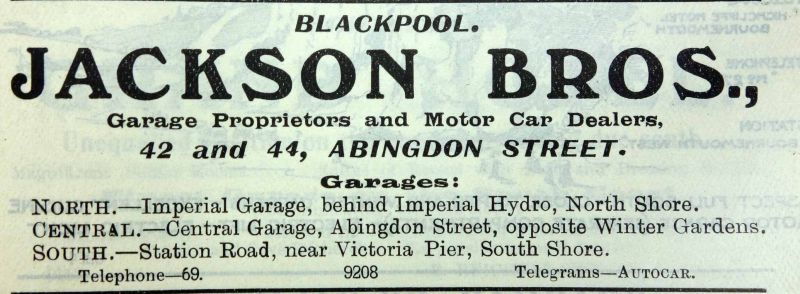 BLACKPOOL.
JACKSON BROS.,
Garage Proprietors and Motor Car Dealers,
42 and 44, ABINGDON STREET.
Garages:
NORTH.—Imperial Garage, behind Imperial Hydro, North Shore.
CENTRAL.—Central Garage, Abingdon Street, opposite Winter Gardens.
SOUTH.—Station Road, near Victoria Pier, South Shore.
Telephone—69. 9208 Telegrams—AUTOCAR.